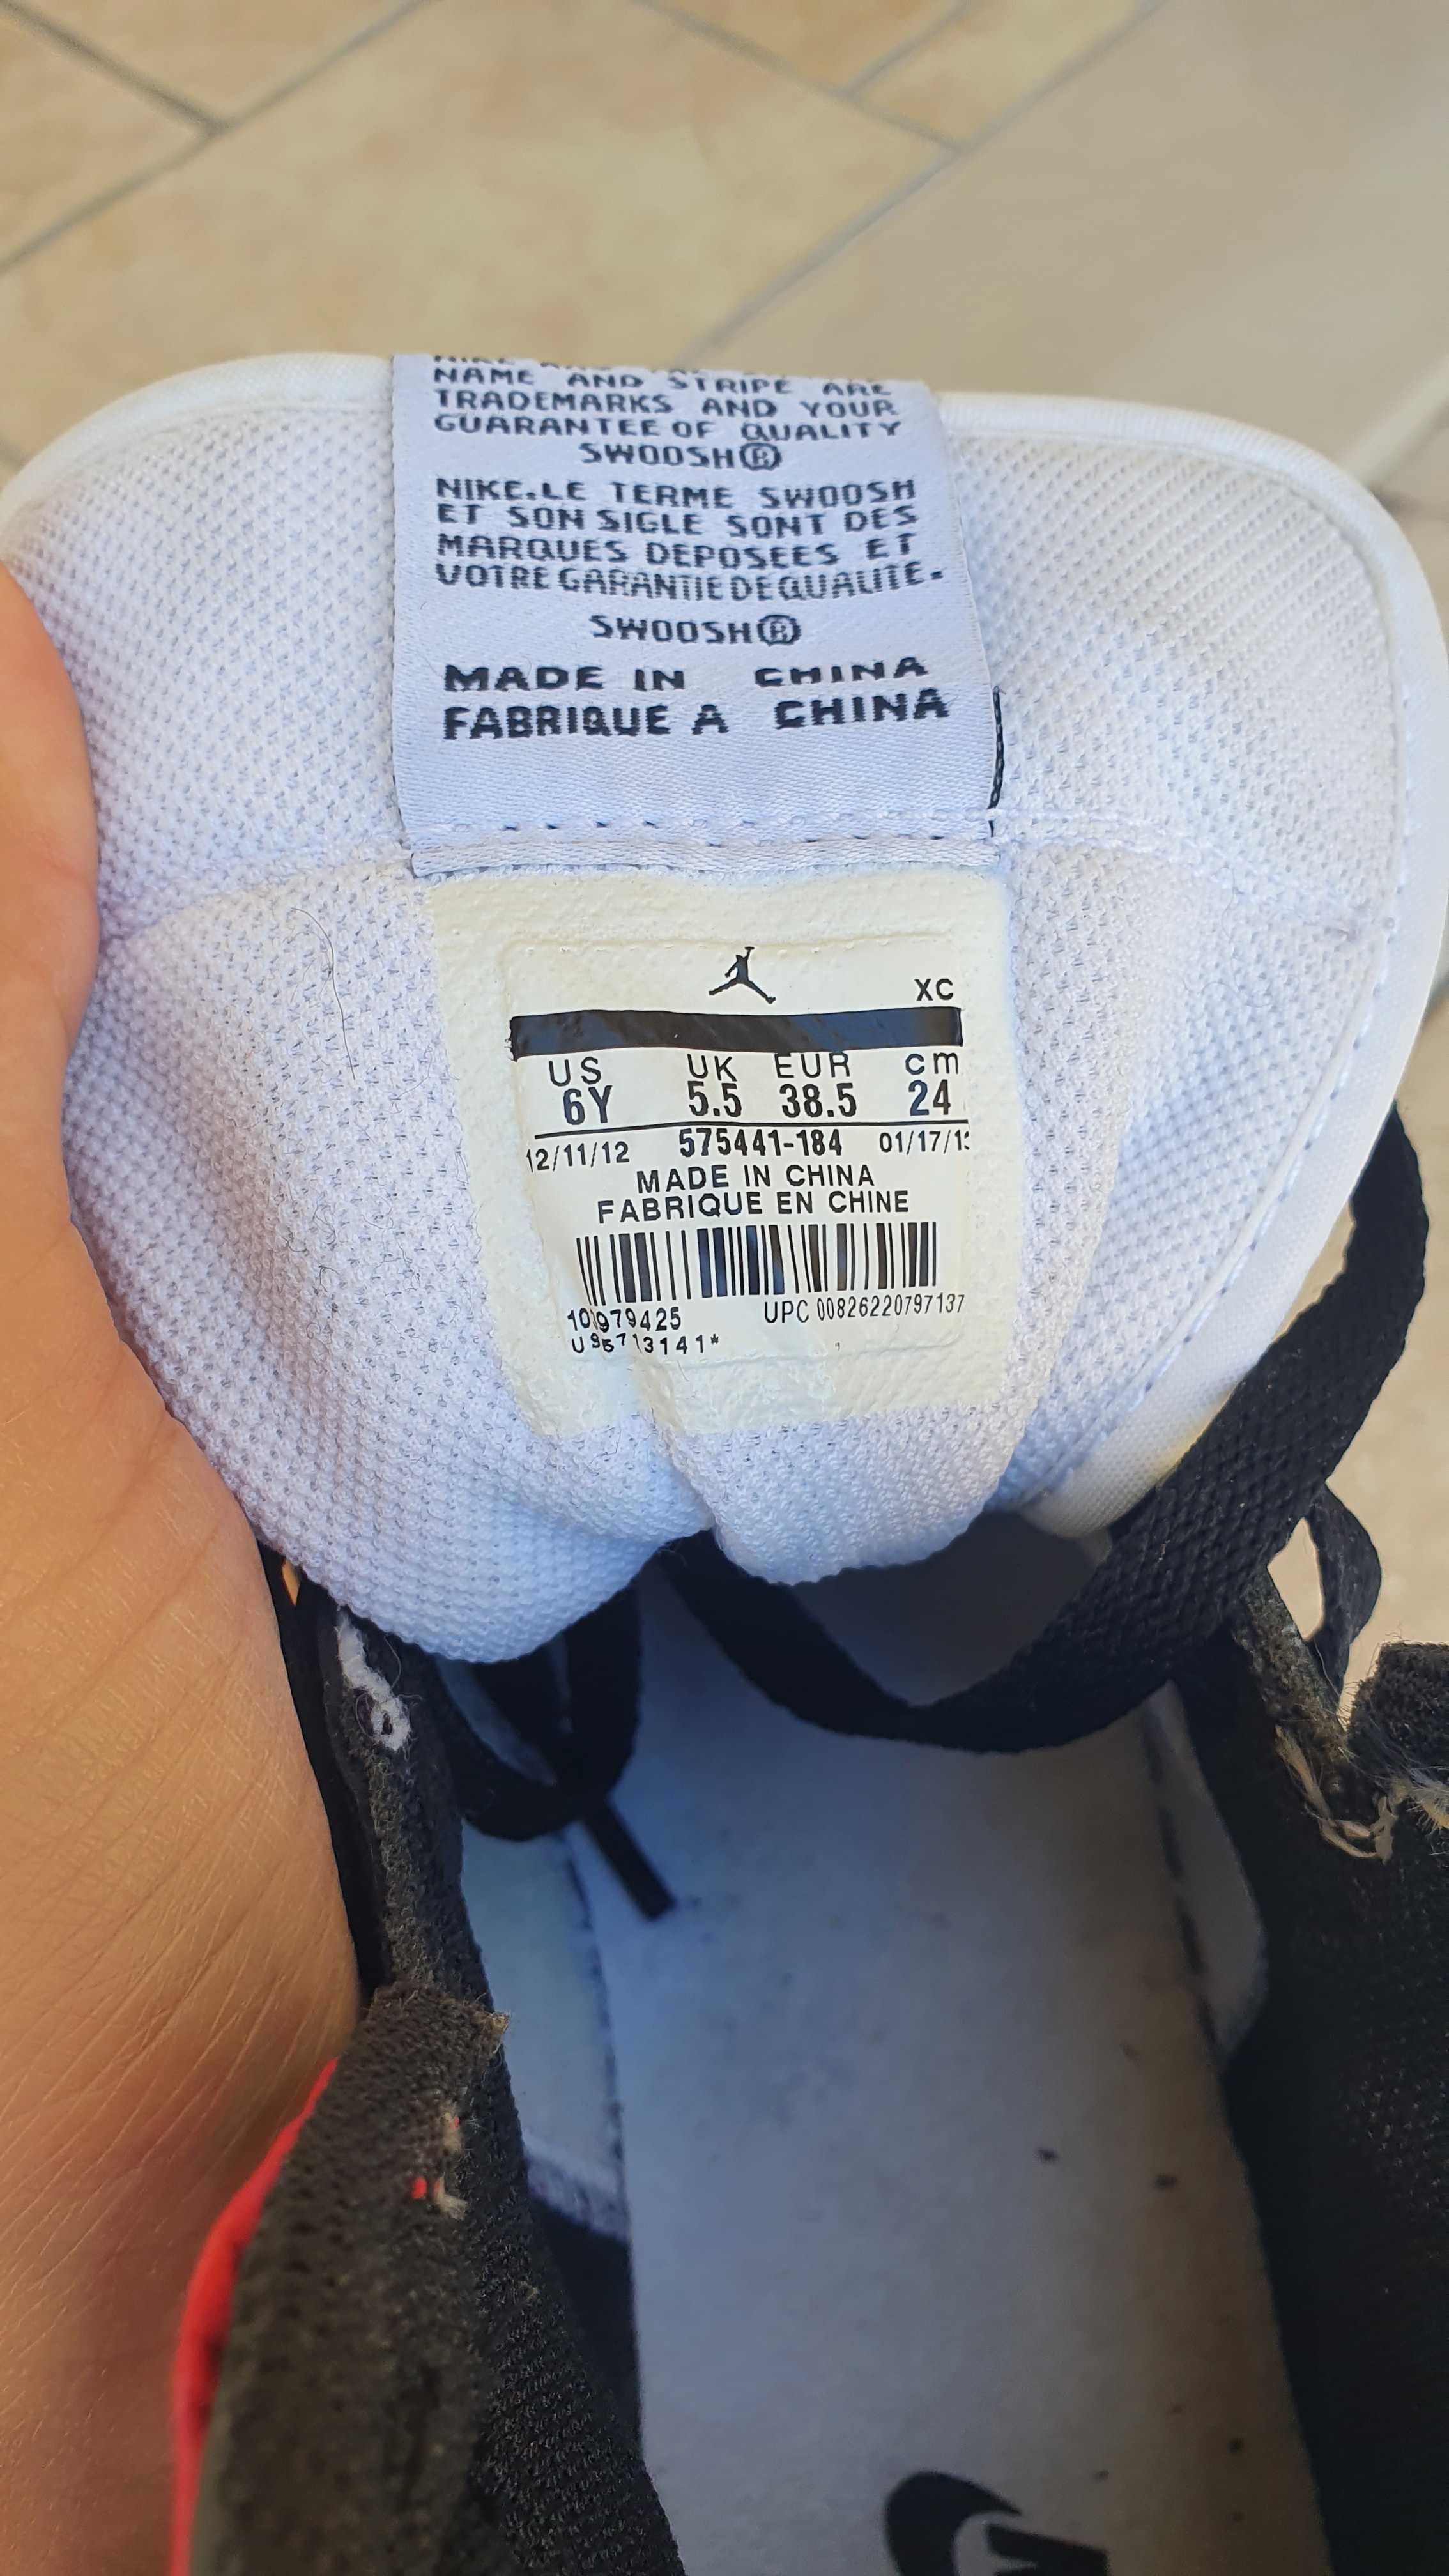 NAME AND STRIPE ARE
TRADEMARKS AND YOUR
GUARANTEE OF QUALITY
SWOOSH®
NIKE.LE TERME SWOOSH
ET SON SIGLE SONT DES
MARQUES DEPOSEES ET
VOTRE GARANTIE DE QUALITE.
SWOOSH®
MADE IN CHINA
FABRIQUE A CHINA
XC
US UK EUR cm
6Y 5.5 38.5 24
12/11/12 575441-184 01/17/1
MADE IN CHINA
FABRIQUE EN CHINE
UPC 00826220797137